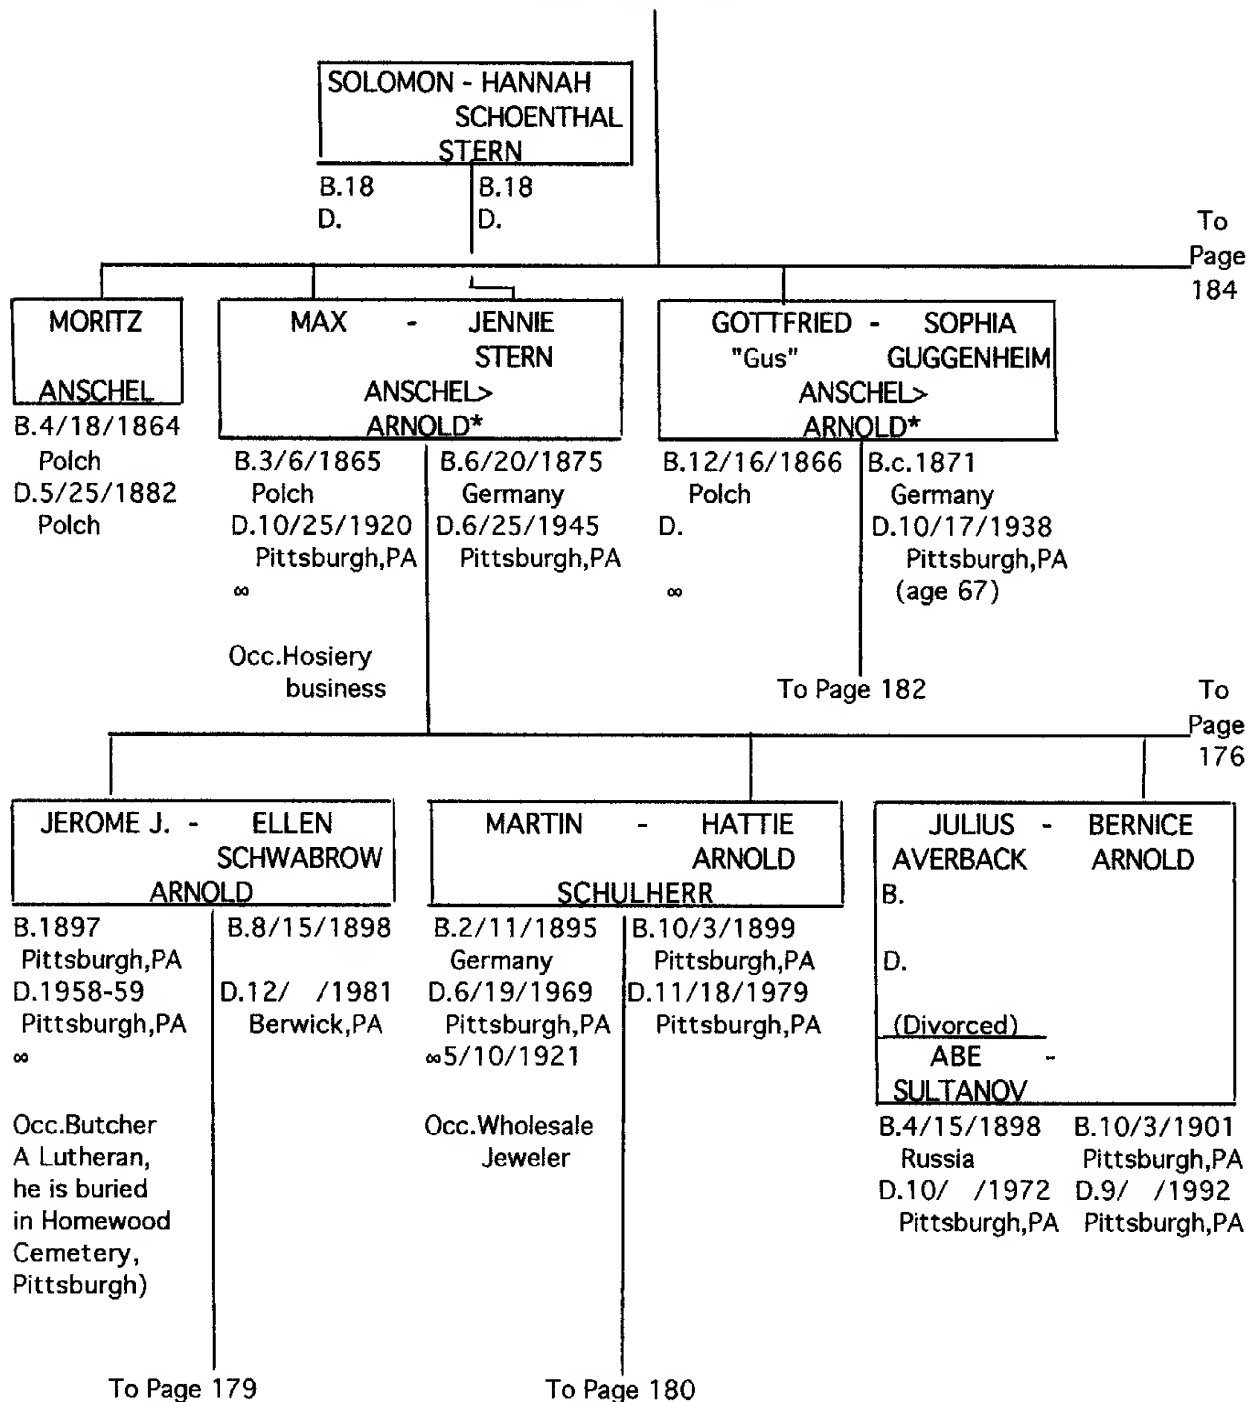 SOLOMON - HANNAH
SCHOENTHAL
STERN
B.18 B.18
D. D.
To
Page
184
MORITZ
ANSCHEL
B.4/18/1864
Polch
D.5/25/1882
Polch
MAX - JENNIE
STERN
ANSCHEL>
ARNOLD*
B.3/6/1865 B.6/20/1875
Polch Germany
D.10/25/1920 D.6/25/1945
Pittsburgh,PA Pittsburgh,PA
∞
Occ.Hosiery
business
GOTTFRIED - SOPHIA
"Gus" GUGGENHEIM
ANSCHEL>
ARNOLD*
B.12/16/1866 B.c.1871
Polch Germany
D. D.10/17/1938
Pittsburgh,PA
∞ (age 67)
To Page 182
To
Page
176
JEROME J. - ELLEN
SCHWABROW
ARNOLD
B.1897 B.8/15/1898
Pittsburgh,PA
D.1958-59 D.12/ /1981
Pittsburgh,PA Berwick,PA
∞
Occ.Butcher
A Lutheran,
he is buried
in Homewood
Cemetery,
Pittsburgh)
To Page 179
MARTIN - HATTIE
ARNOLD
SCHULHERR
B.2/11/1895 B.10/3/1899
Germany Pittsburgh,PA
D.6/19/1969 D.11/18/1979
Pittsburgh,PA Pittsburgh,PA
∞5/10/1921
Occ.Wholesale
Jeweler
To Page 180
JULIUS - BERNICE
AVERBACK ARNOLD
B.
D.
(Divorced)
ABE -
SULTANOV
B.4/15/1898 B.10/3/1901
Russia Pittsburgh,PA
D.10/ /1972 D.9/ /1992
Pittsburgh,PA Pittsburgh,PA